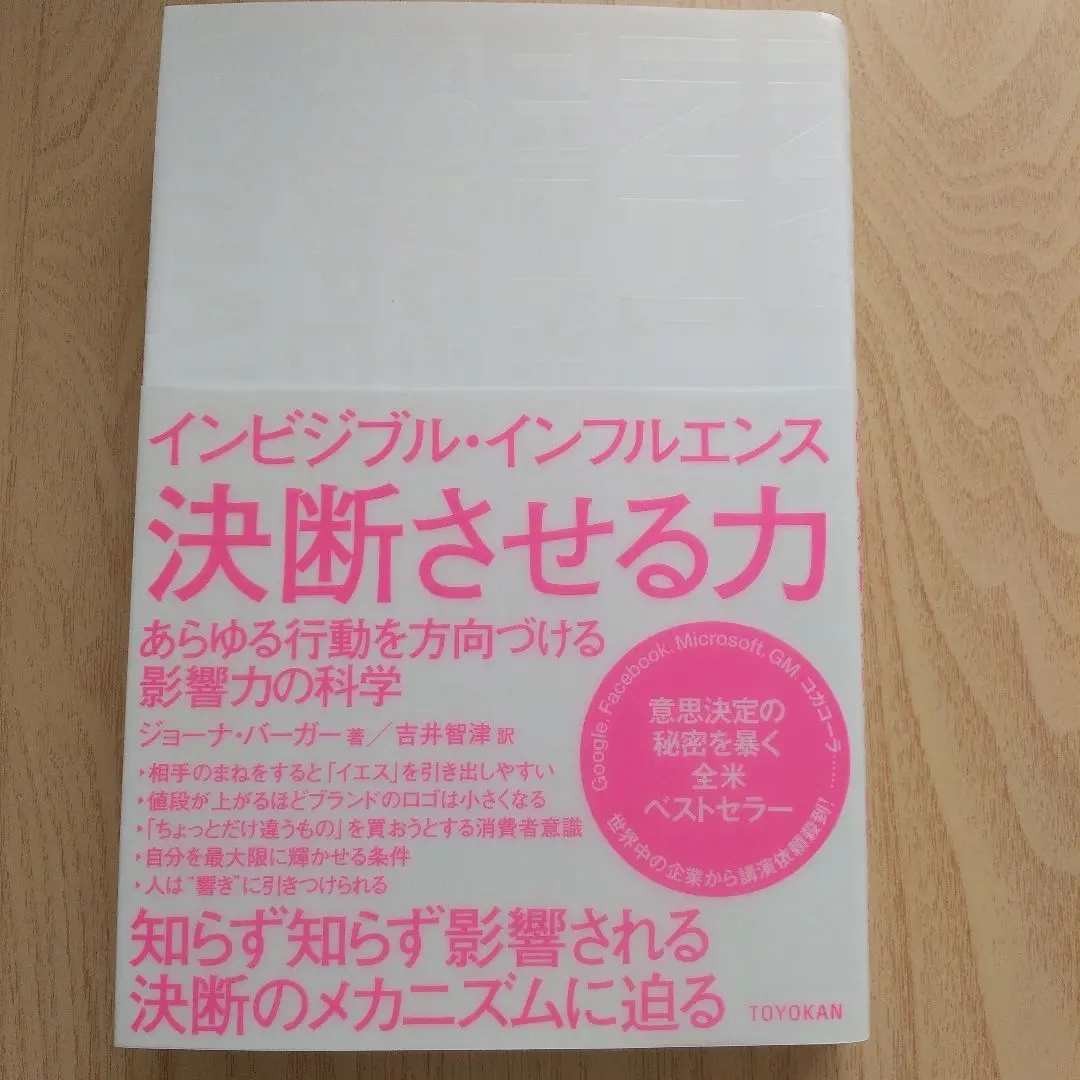 インビジブル・インフルエンス
決断させる力
あらゆる行動を方向づける
影響力の科学
ジョーナ・バーガー 著／吉井智津 訳
・相手のまねをすると「イエス」を引き出しやすい
・値段が上がるほどブランドのロゴは小さくなる
・「ちょっとだけ違うもの」を買おうとする消費者意識
・自分を最大限に輝かせる条件
・人は“響き”に引きつけられる
Google、Facebook、Microsoft、GM、コカコーラ……
意思決定の
秘密を暴く
全米
ベストセラー
世界中の企業から講演依頼殺到!
知らず知らず影響される
決断のメカニズムに迫る
TOYOKAN